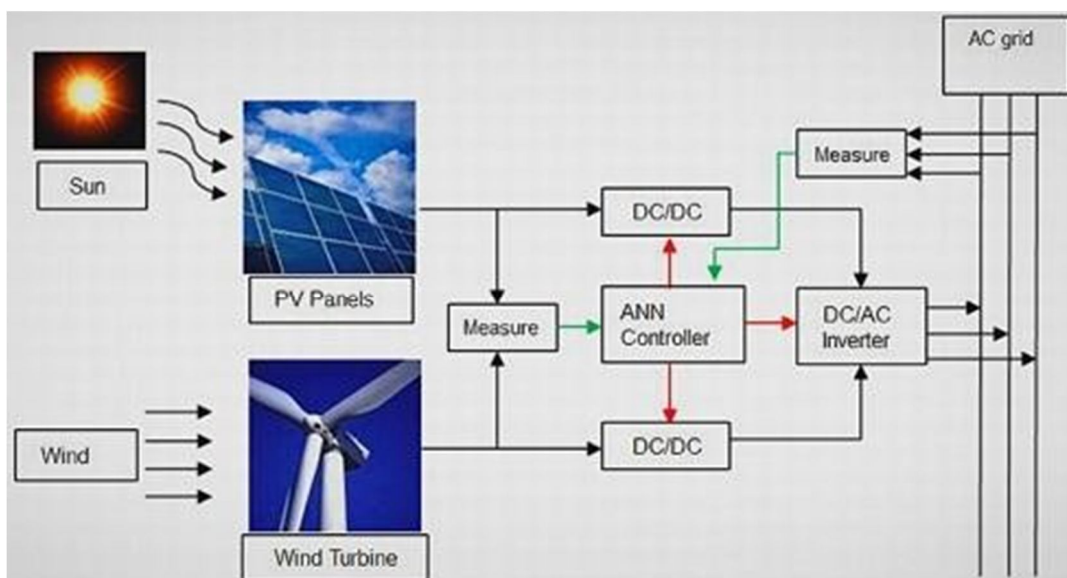 AC grid
Sun
Measure
DC/DC
PV Panels
Measure
ANN
Controller
DC/AC
Inverter
Wind
DC/DC
Wind Turbine